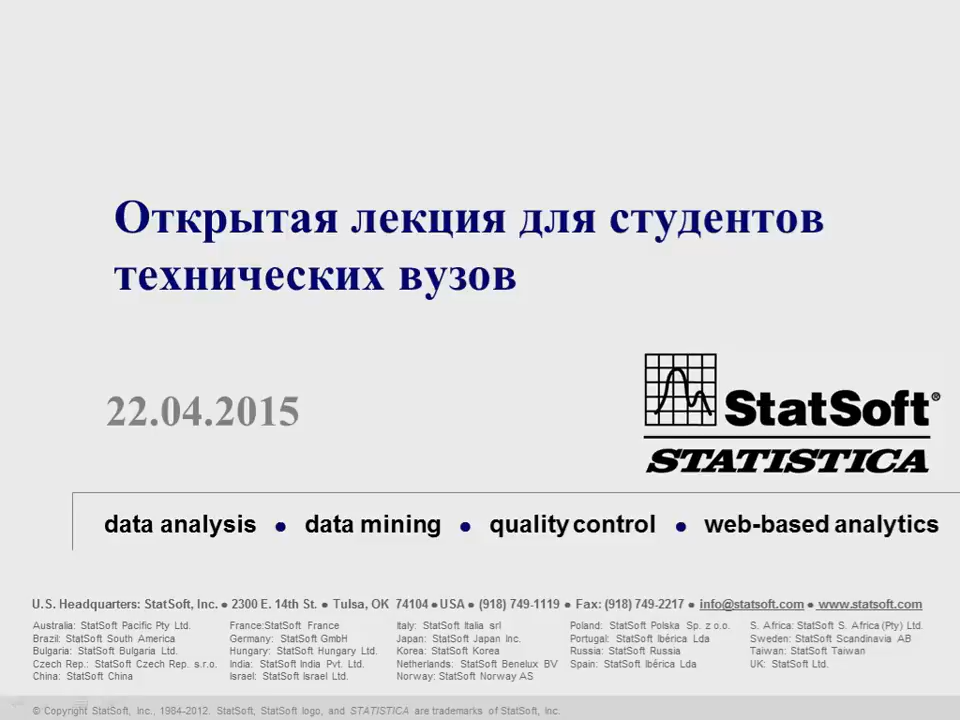 Открытая лекция для студентов
технических вузов
22.04.2015
StatSoft®
STATISTICA
data analysis ● data mining ● quality control ● web-based analytics
U.S. Headquarters: StatSoft, Inc. ● 2300 E. 14th St. ● Tulsa, OK 74104 ● USA ● (918) 749-1119 ● Fax: (918) 749-2217 ● info@statsoft.com ● www.statsoft.com
Australia: StatSoft Pacific Pty Ltd.
Brazil: StatSoft South America
Bulgaria: StatSoft Bulgaria Ltd.
Czech Rep.: StatSoft Czech Rep. s.r.o.
China: StatSoft China
France:StatSoft France
Germany: StatSoft GmbH
Hungary: StatSoft Hungary Ltd.
India: StatSoft India Pvt. Ltd.
Israel: StatSoft Israel Ltd.
Italy: StatSoft Italia srl
Japan: StatSoft Japan Inc.
Korea: StatSoft Korea
Netherlands: StatSoft Benelux BV
Norway: StatSoft Norway AS
Poland: StatSoft Polska Sp. z o.o.
Portugal: StatSoft Ibérica Lda
Russia: StatSoft Russia
Spain: StatSoft Ibérica Lda
S. Africa: StatSoft S. Africa (Pty) Ltd.
Sweden: StatSoft Scandinavia AB
Taiwan: StatSoft Taiwan
UK: StatSoft Ltd.
© Copyright StatSoft, Inc., 1984-2012. StatSoft, StatSoft logo, and STATISTICA are trademarks of StatSoft, Inc.